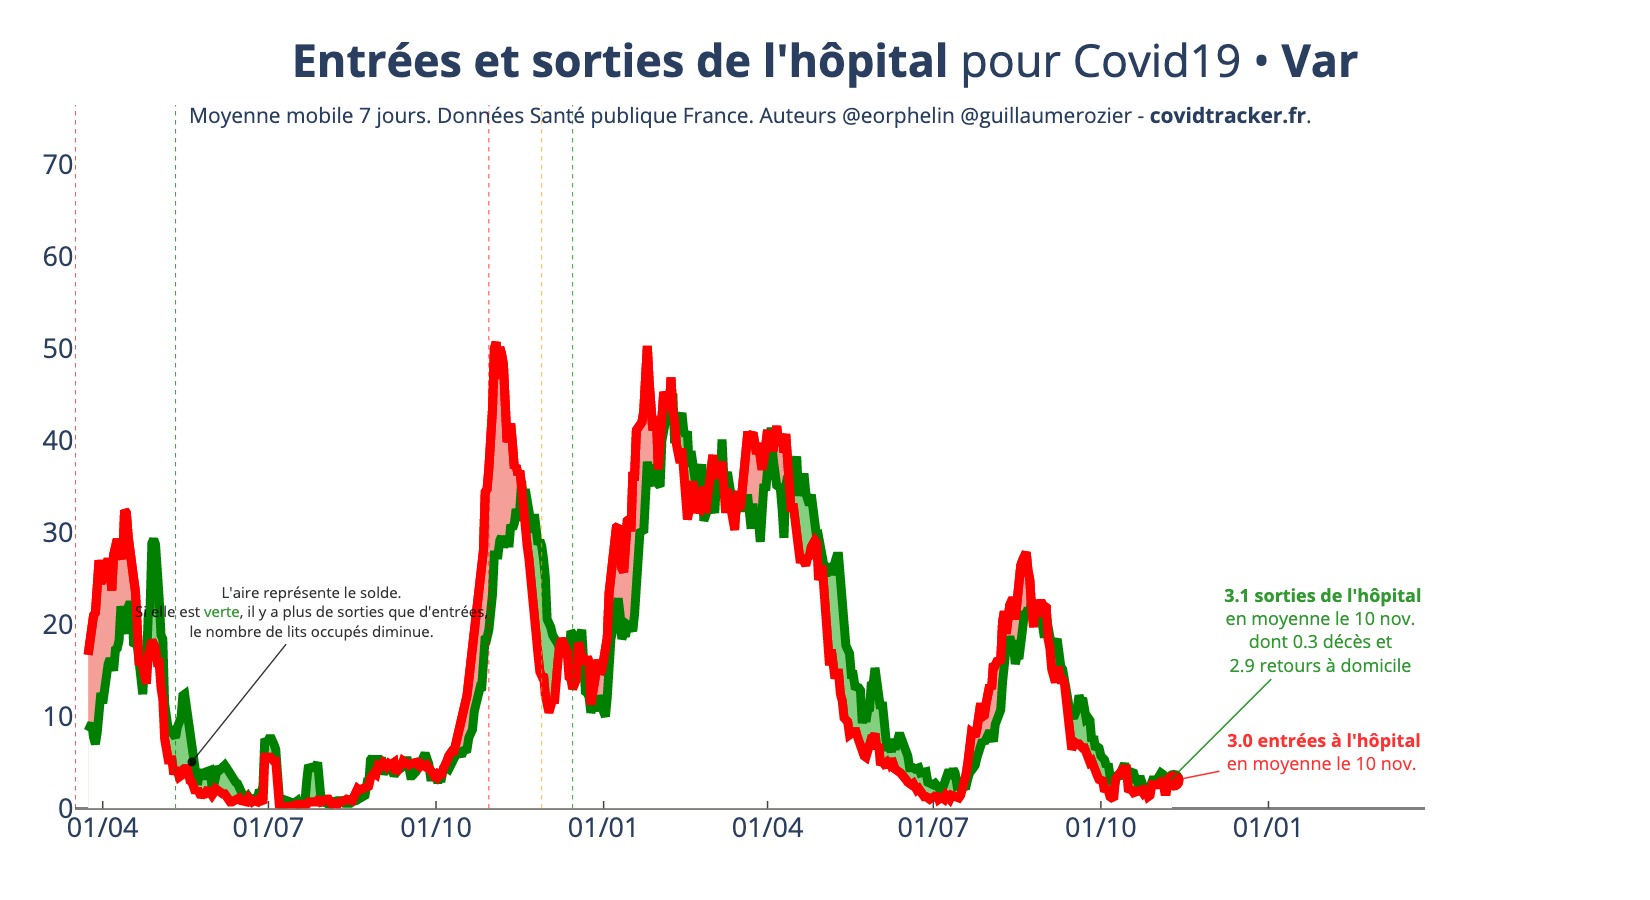 Entrées et sorties de l'hôpital pour Covid19 • Var
Moyenne mobile 7 jours. Données Santé publique France. Auteurs @eorphelin @guillaumerozier - covidtracker.fr.
70
60
50
40
30
20
10
0
L'aire représente le solde.
Si elle est verte, il y a plus de sorties que d'entrées,
le nombre de lits occupés diminue.
3.1 sorties de l'hôpital
en moyenne le 10 nov.
dont 0.3 décès et
2.9 retours à domicile
3.0 entrées à l'hôpital
en moyenne le 10 nov.
01/04 01/07 01/10 01/01 01/04 01/07 01/10 01/01